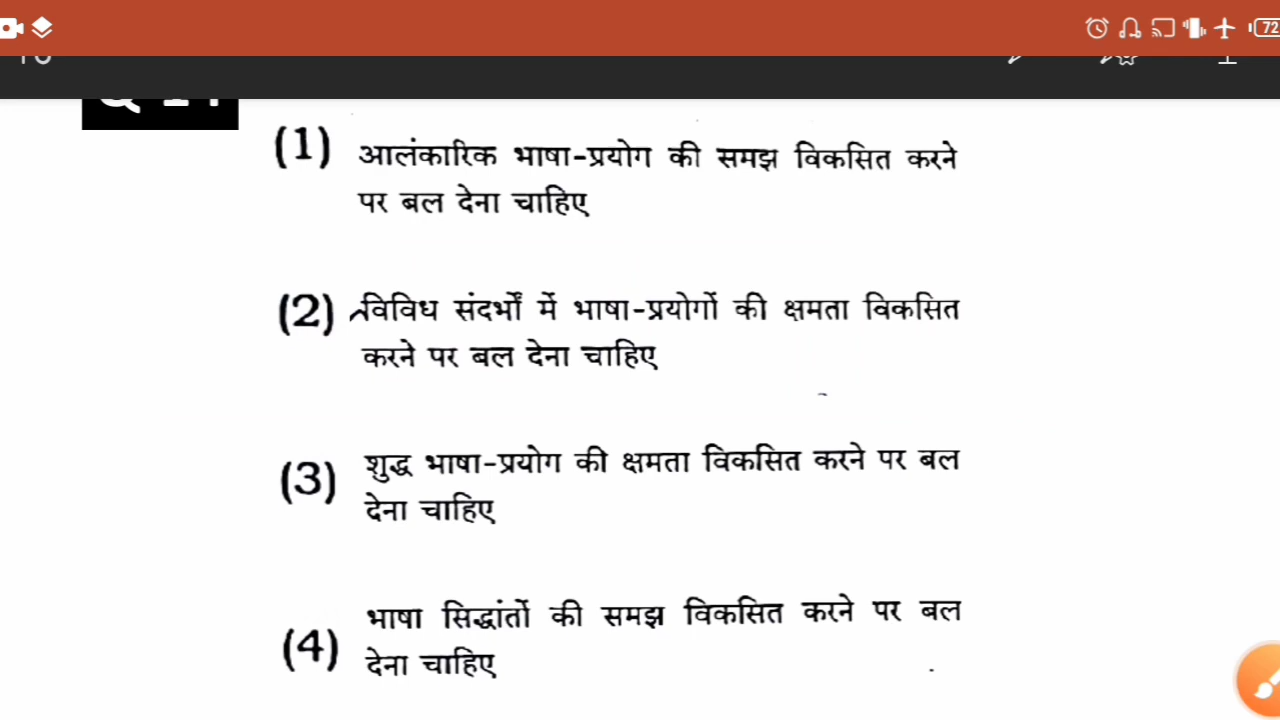 72
(1) आलंकारिक भाषा-प्रयोग की समझ विकसित करने
पर बल देना चाहिए
(2) विविध संदर्भों में भाषा-प्रयोगों की क्षमता विकसित
करने पर बल देना चाहिए
(3) शुद्ध भाषा-प्रयोग की क्षमता विकसित करने पर बल
देना चाहिए
(4) भाषा सिद्धांतों की समझ विकसित करने पर बल
देना चाहिए